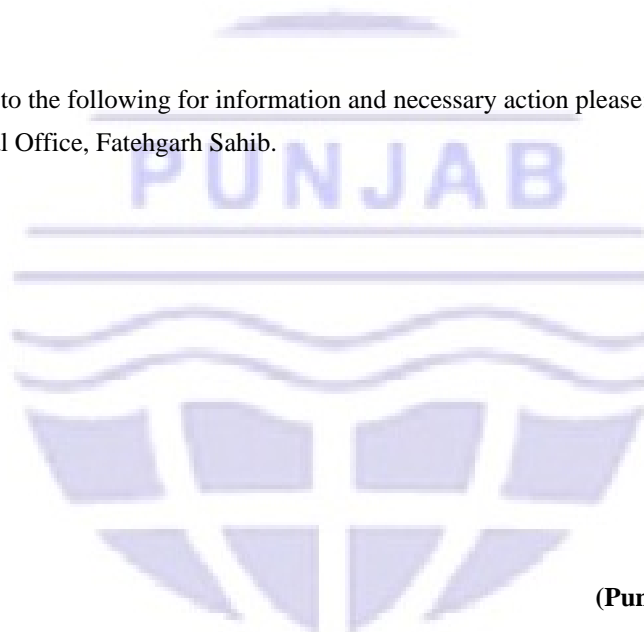 to the following for information and necessary action please
l Office, Fatehgarh Sahib.
PUNJAB
(Pun